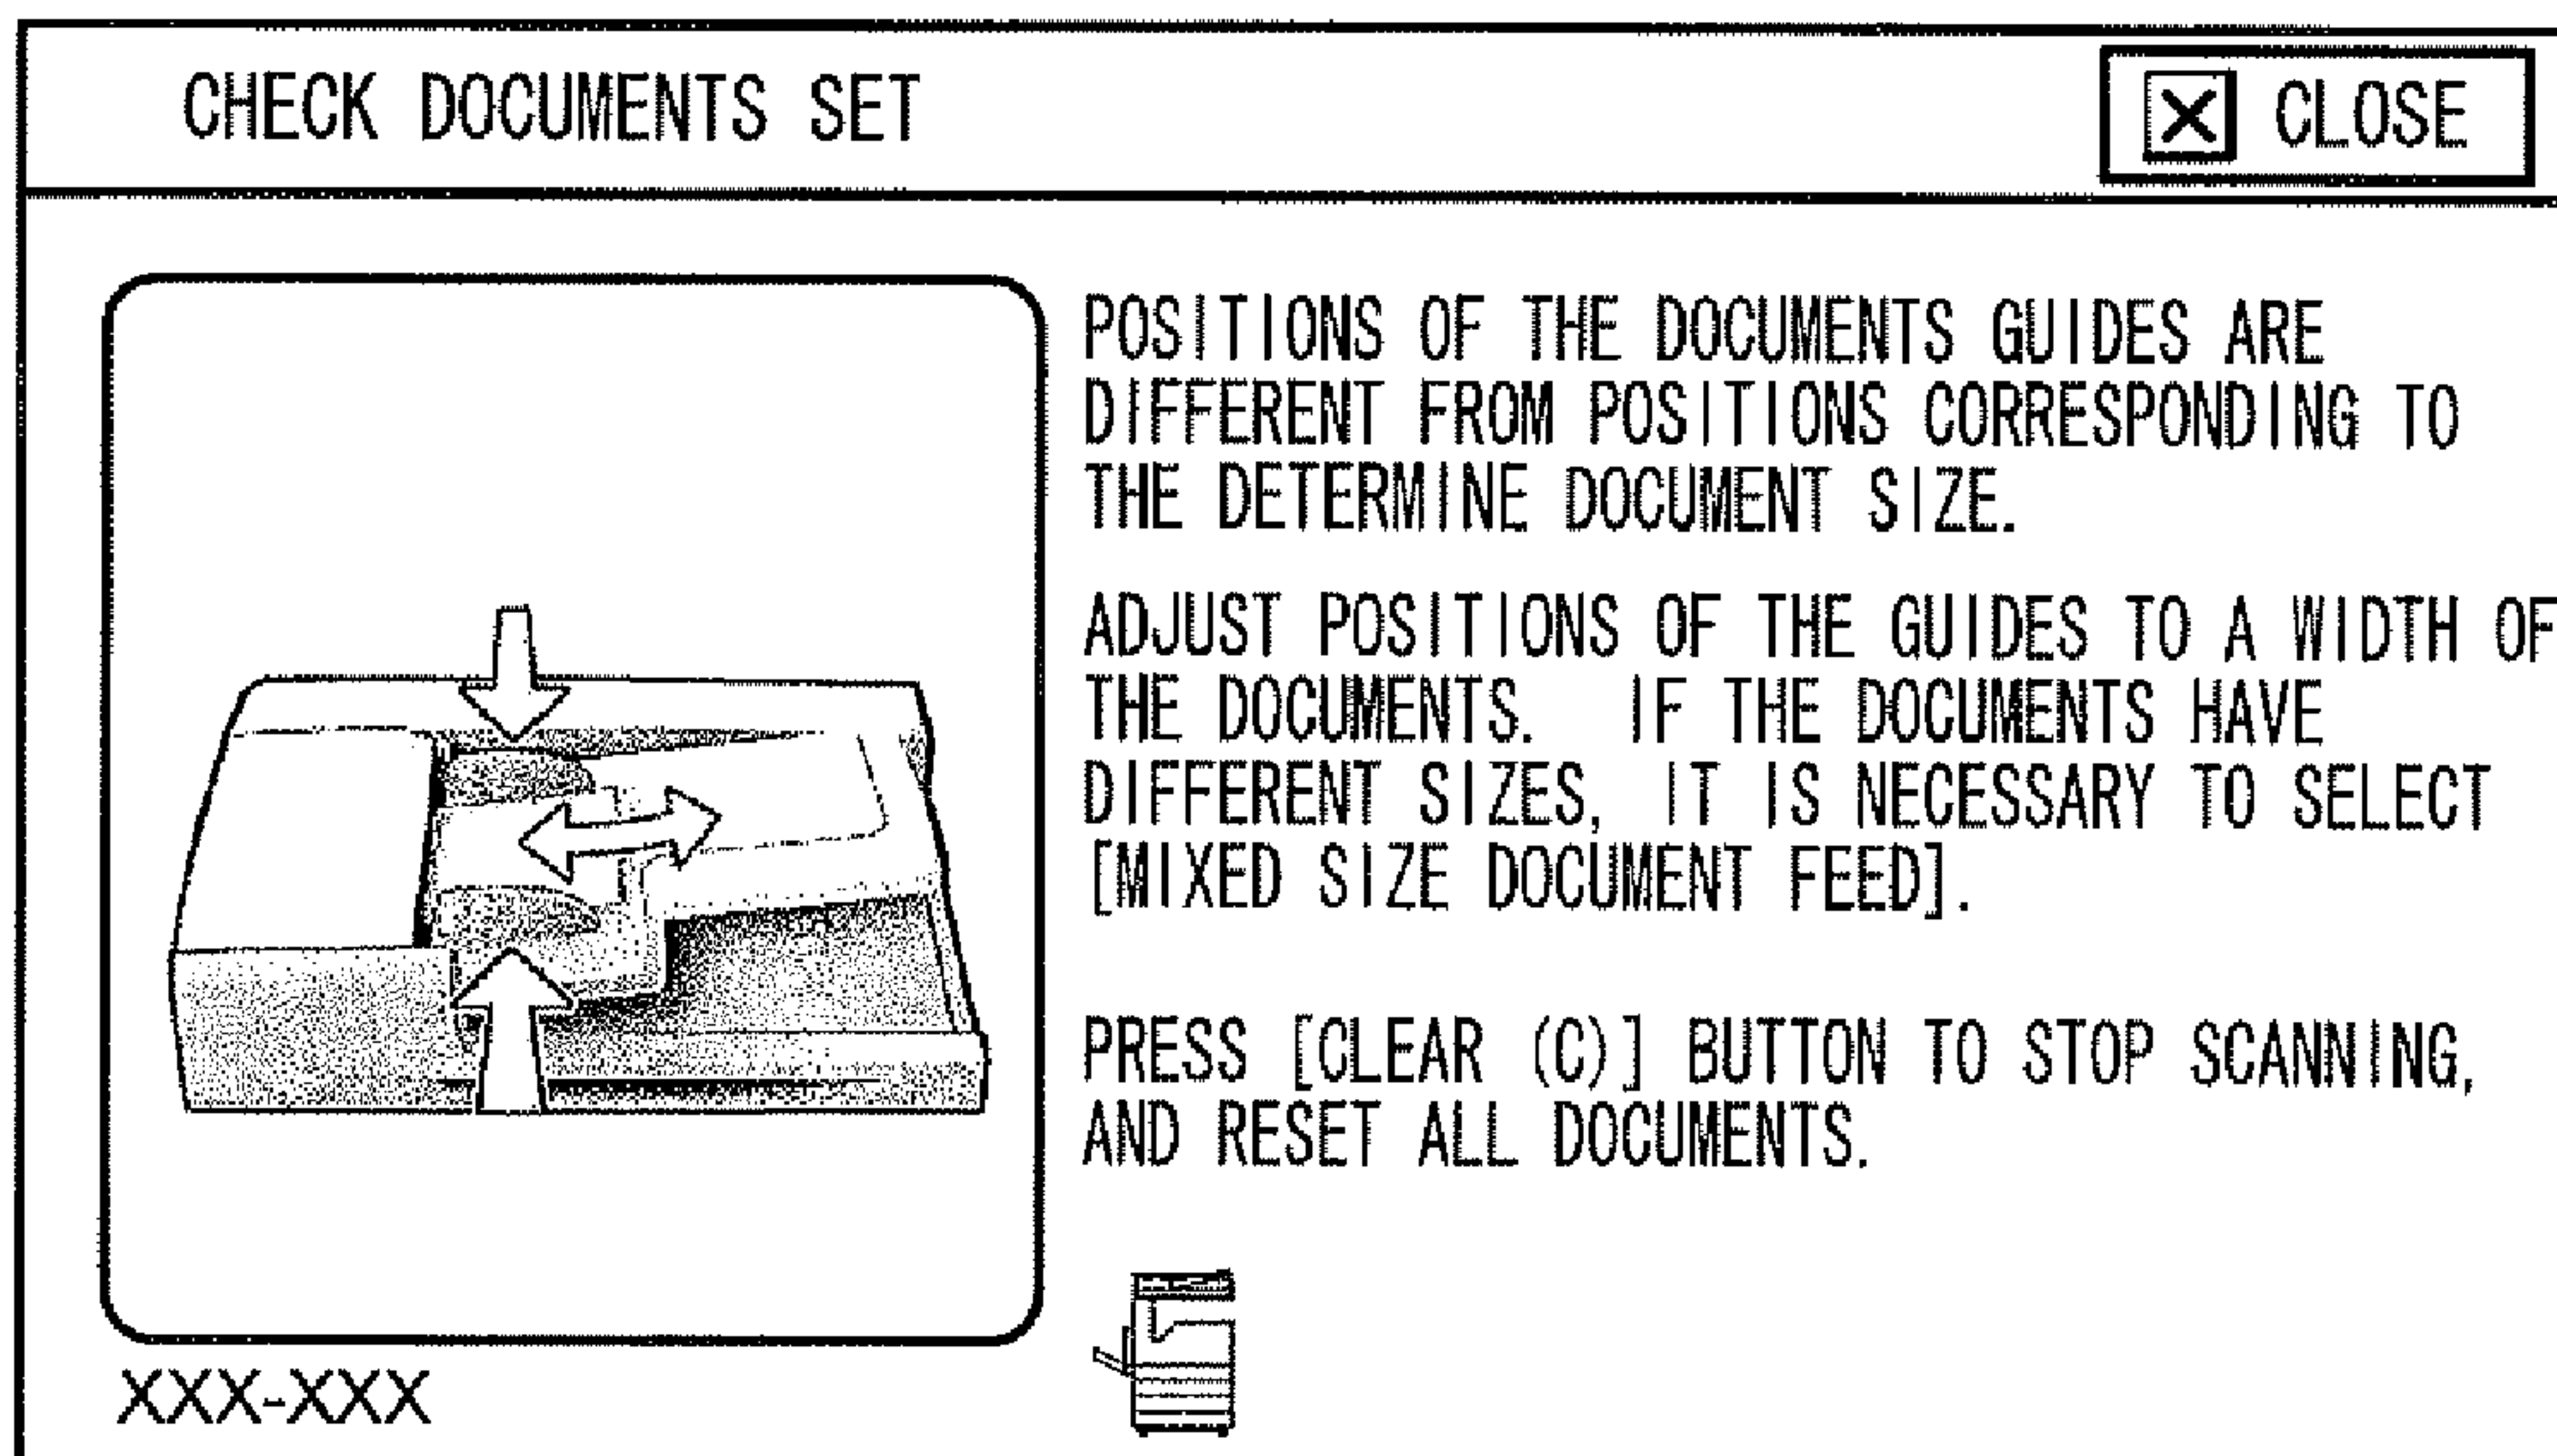 CHECK DOCUMENTS SET
X CLOSE
POSITIONS OF THE DOCUMENTS GUIDES ARE
DIFFERENT FROM POSITIONS CORRESPONDING TO
THE DETERMINE DOCUMENT SIZE.
ADJUST POSITIONS OF THE GUIDES TO A WIDTH OF
THE DOCUMENTS. IF THE DOCUMENTS HAVE
DIFFERENT SIZES, IT IS NECESSARY TO SELECT
[MIXED SIZE DOCUMENT FEED].
PRESS [CLEAR (C)] BUTTON TO STOP SCANNING,
AND RESET ALL DOCUMENTS.
XXX-XXX